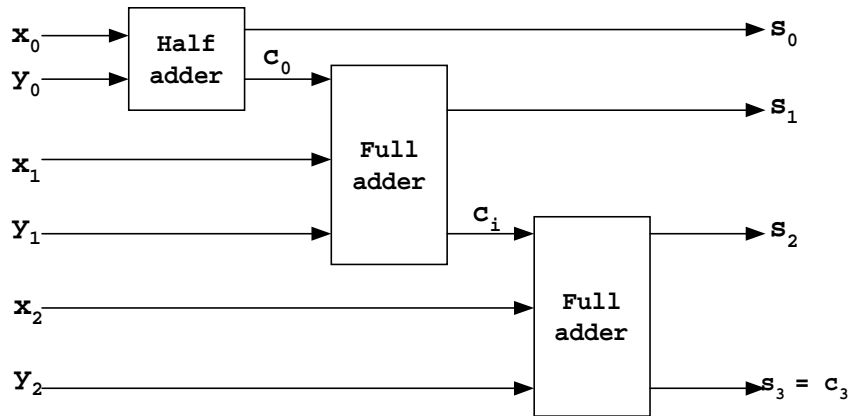 x₀
Half
adder
s₀
y₀
c₀
s₁
x₁
Full
adder
y₁
cᵢ
s₂
x₂
Full
adder
y₂
s₃ = c₃